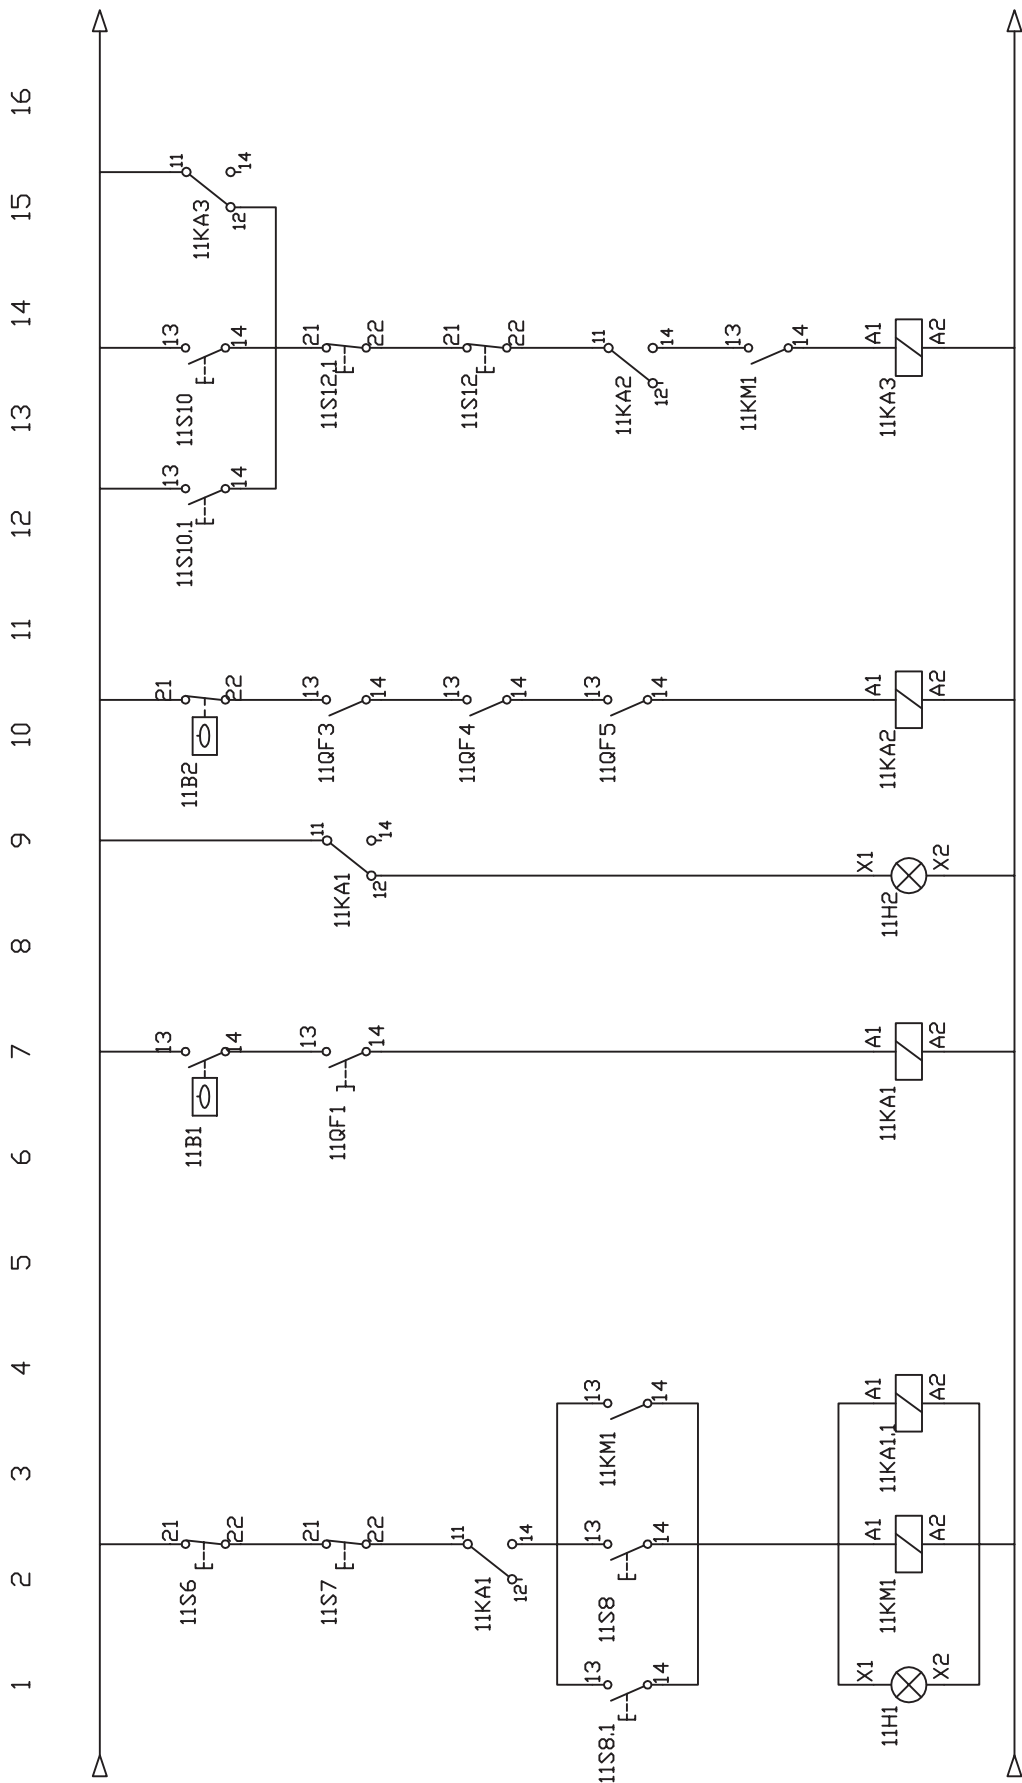 1
2
3
4
5
6
7
8
9
10
11
12
13
14
15
16
11S6
21
22
11S7
21
22
11KA1
11
12
14
11S8.1
13
14
11S8
13
14
11KM1
13
14
11H1
X1
X2
11KM1
A1
A2
11KA1.1
A1
A2
11B1
13
14
11QF1
13
14
11KA1
A1
A2
11KA1
11
12
14
11H2
X1
X2
11B2
21
22
11QF3
13
14
11QF4
13
14
11QF5
13
14
11KA2
A1
A2
11S10.1
13
14
11S10
13
14
11KA3
11
12
14
11S12.1
21
22
11S12
21
22
11KA2
11
12
14
11KM1
13
14
11KA3
A1
A2